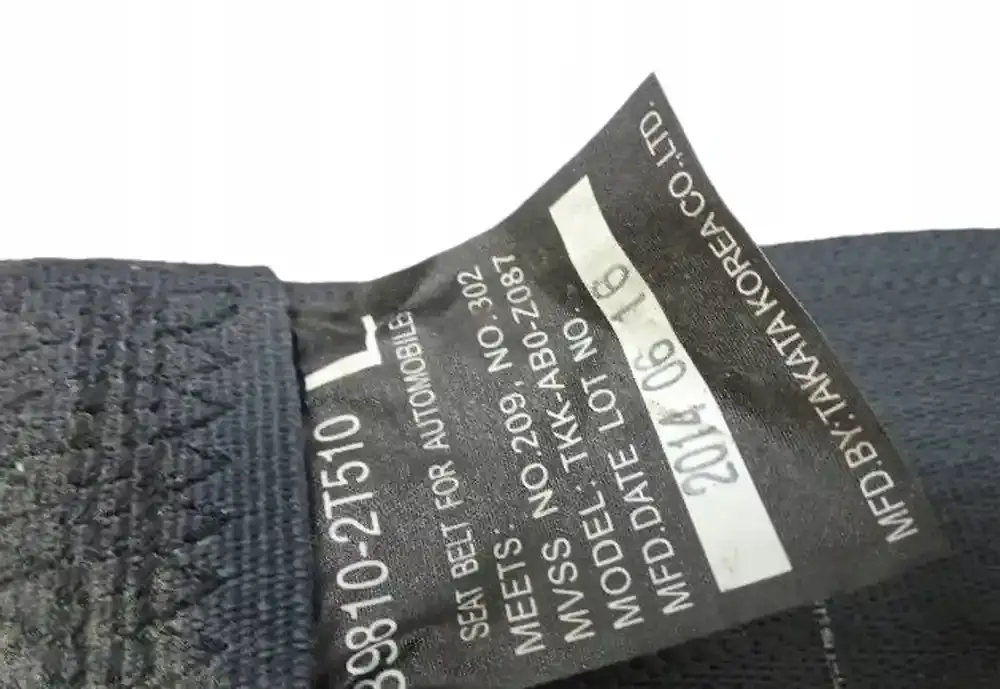 L
89810-2T510
SEAT BELT FOR AUTOMOBILE
MEETS:
MVSS NO.209, NO.302
MODEL: TKK-AB0-Z087
MFD.DATE LOT NO.
2014 06 16
MFD.BY:TAKATA KOREA CO.,LTD.